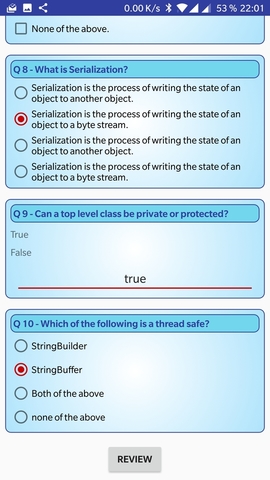 0.00 K/s 53 % 22:01
None of the above.
Q 8 - What is Serialization?
Serialization is the process of writing the state of an
object to another object.
Serialization is the process of writing the state of an
object to a byte stream.
Serialization is the process of writing the state of an
object to another object.
Serialization is the process of writing the state of an
object to a byte stream.
Q 9 - Can a top level class be private or protected?
True
False
true
Q 10 - Which of the following is a thread safe?
StringBuilder
StringBuffer
Both of the above
none of the above
REVIEW